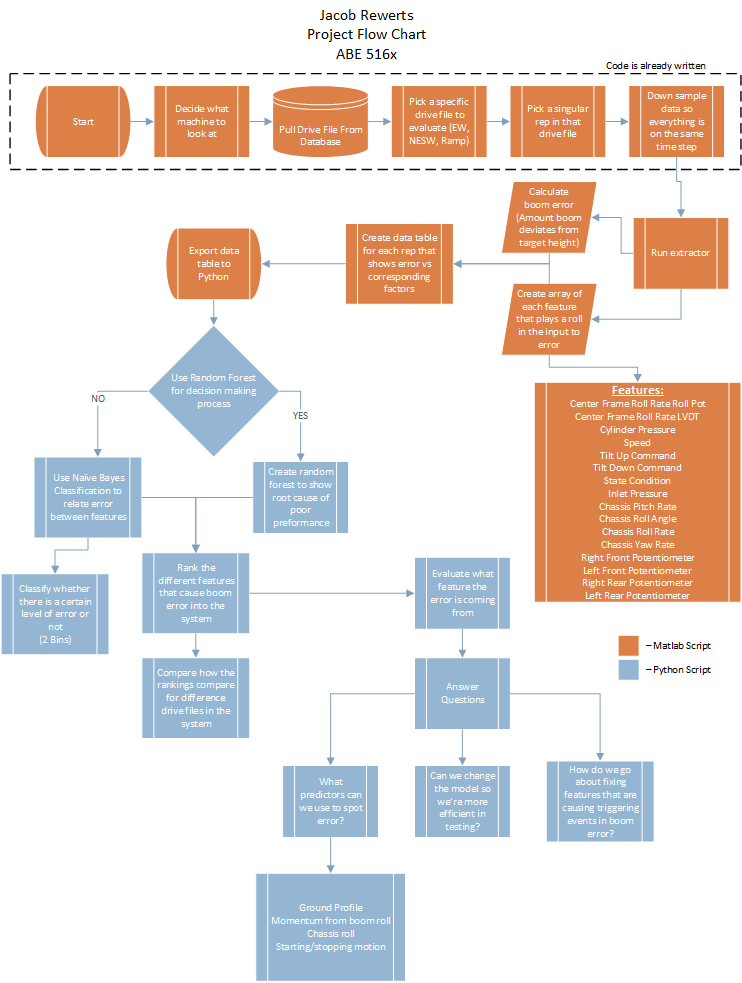 Jacob Rewerts
Project Flow Chart
ABE 516x
Code is already written
Start
Decide what
machine to
look at
Pull Drive File From
Database
Pick a specific
drive file to
evaluate (EW,
NESW, Ramp)
Pick a singular
rep in that
drive file
Down sample
data so
everything is
on the same
time step
Run extractor
Calculate
boom error
(Amount boom
deviates from
target height)
Create array of
each feature
that plays a roll
in the input to
error
Create data table
for each rep that
shows error vs
corresponding
factors
Export data
table to
Python
Features:
Center Frame Roll Rate Roll Pot
Center Frame Roll Rate LVDT
Cylinder Pressure
Speed
Tilt Up Command
Tilt Down Command
State Condition
Inlet Pressure
Chassis Pitch Rate
Chassis Roll Angle
Chassis Roll Rate
Chassis Yaw Rate
Right Front Potentiometer
Left Front Potentiometer
Right Rear Potentiometer
Left Rear Potentiometer
Use Random Forest
for decision making
process
NO
YES
Use Naïve Bayes
Classification to
relate error
between features
Create random
forest to show
root cause of
poor
preformance
Classify whether
there is a certain
level of error or
not
(2 Bins)
Rank the
different features
that cause boom
error into the
system
Evaluate what
feature the
error is coming
from
Compare how the
rankings compare
for difference
drive files in the
system
Answer
Questions
– Matlab Script
– Python Script
What
predictors can
we use to spot
error?
Can we change
the model so
we're more
efficient in
testing?
How do we go
about fixing
features that are
causing triggering
events in boom
error?
Ground Profile
Momentum from boom roll
Chassis roll
Starting/stopping motion